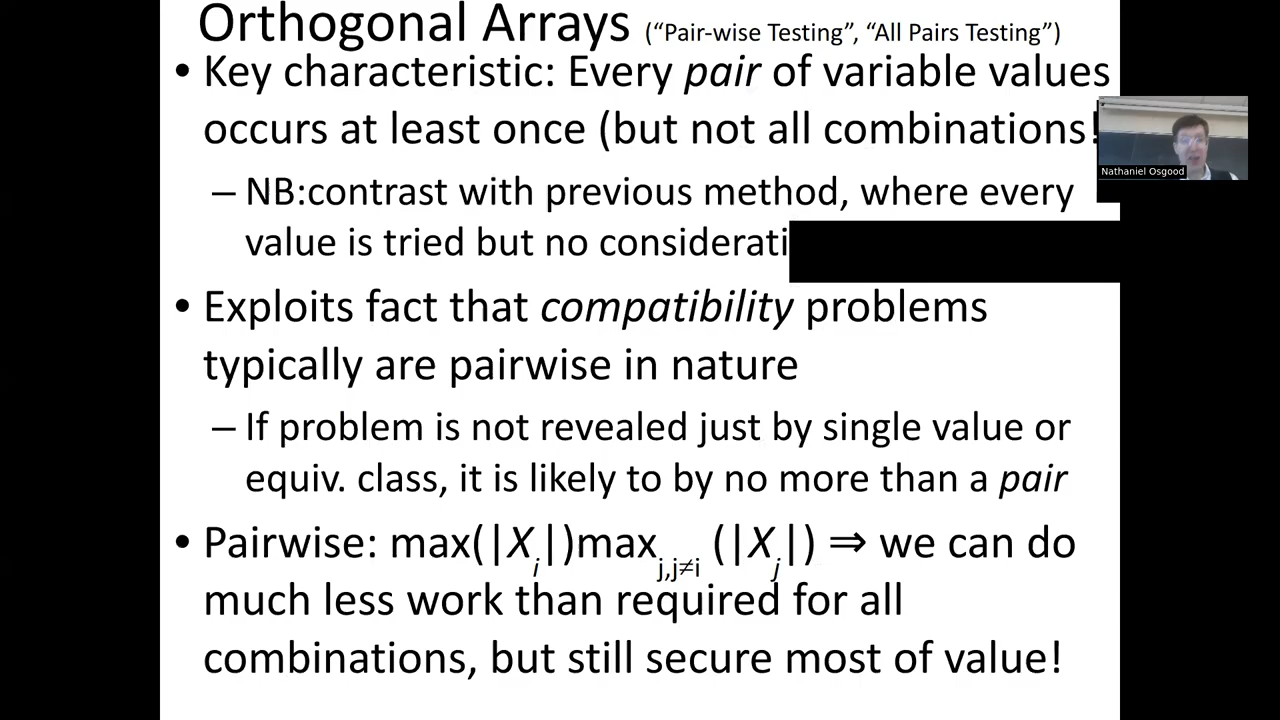 Orthogonal Arrays (“Pair-wise Testing”, “All Pairs Testing”)
• Key characteristic: Every pair of variable values
occurs at least once (but not all combinations!
– NB:contrast with previous method, where every
value is tried but no considerati
• Exploits fact that compatibility problems
typically are pairwise in nature
– If problem is not revealed just by single value or
equiv. class, it is likely to by no more than a pair
• Pairwise: max(|Xi|)maxj,j≠i (|Xj|) ⇒ we can do
much less work than required for all
combinations, but still secure most of value!
Nathaniel Osgood